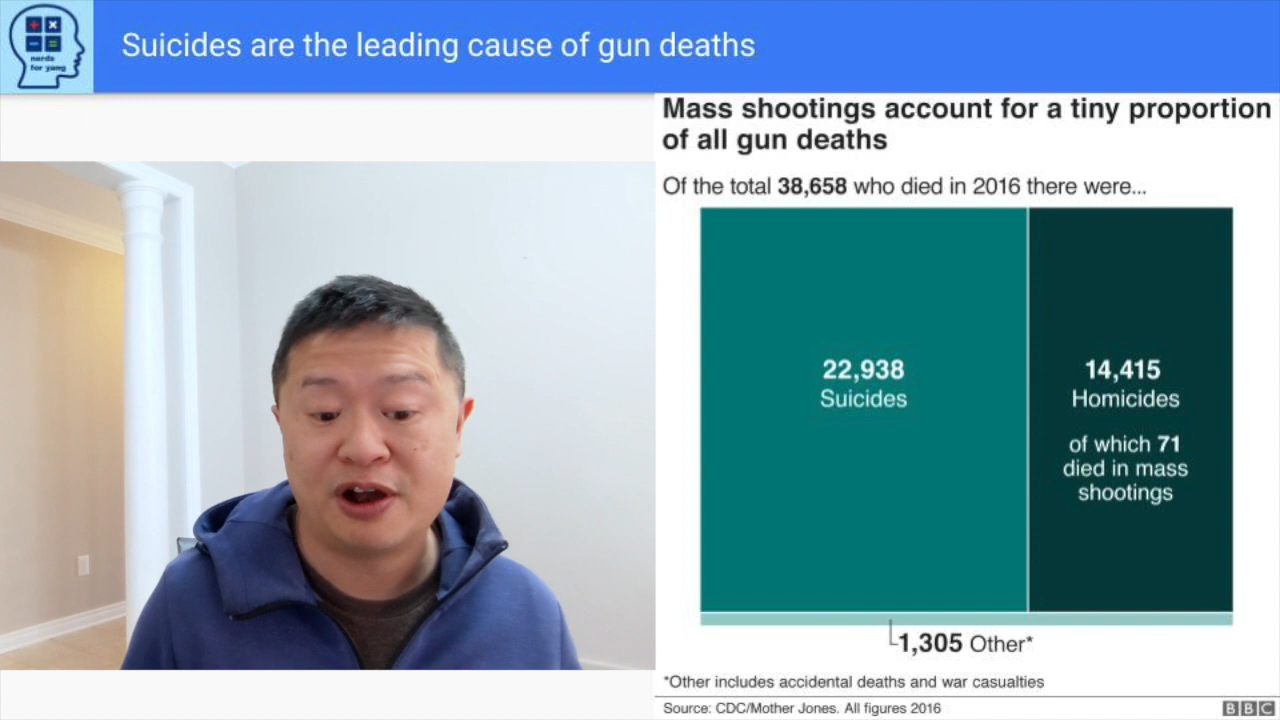 nerds
for yang
Suicides are the leading cause of gun deaths
Mass shootings account for a tiny proportion
of all gun deaths
Of the total 38,658 who died in 2016 there were...
22,938
Suicides
14,415
Homicides
of which 71
died in mass
shootings
1,305 Other*
*Other includes accidental deaths and war casualties
Source: CDC/Mother Jones. All figures 2016
BBC